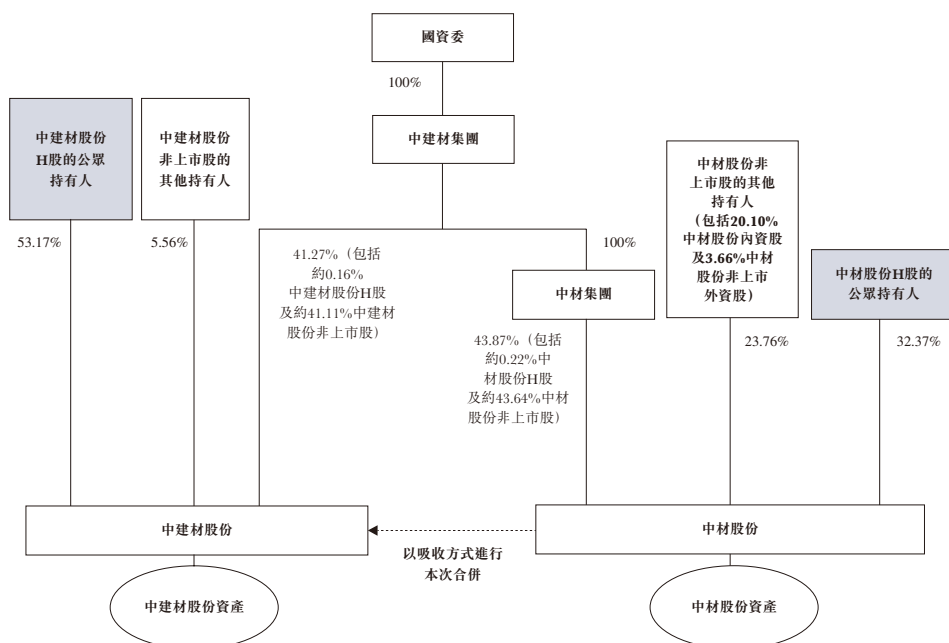 國資委
100%
中建材集團
中建材股份
H股的公眾
持有人
中建材股份
非上市股的
其他持有人
中材股份非
上市股的其他
持有人
（包括20.10%
中材股份內資股
及3.66%中材
股份非上市
外資股）
中材股份H股的
公眾持有人
53.17%
5.56%
41.27%（包括
約0.16%
中建材股份H股
及約41.11%中建材
股份非上市股）
100%
中材集團
43.87%（包括
約0.22%中
材股份H股
及約43.64%中材
股份非上市股）
23.76%
32.37%
中建材股份
中材股份
以吸收方式進行
本次合併
中建材股份資產
中材股份資產